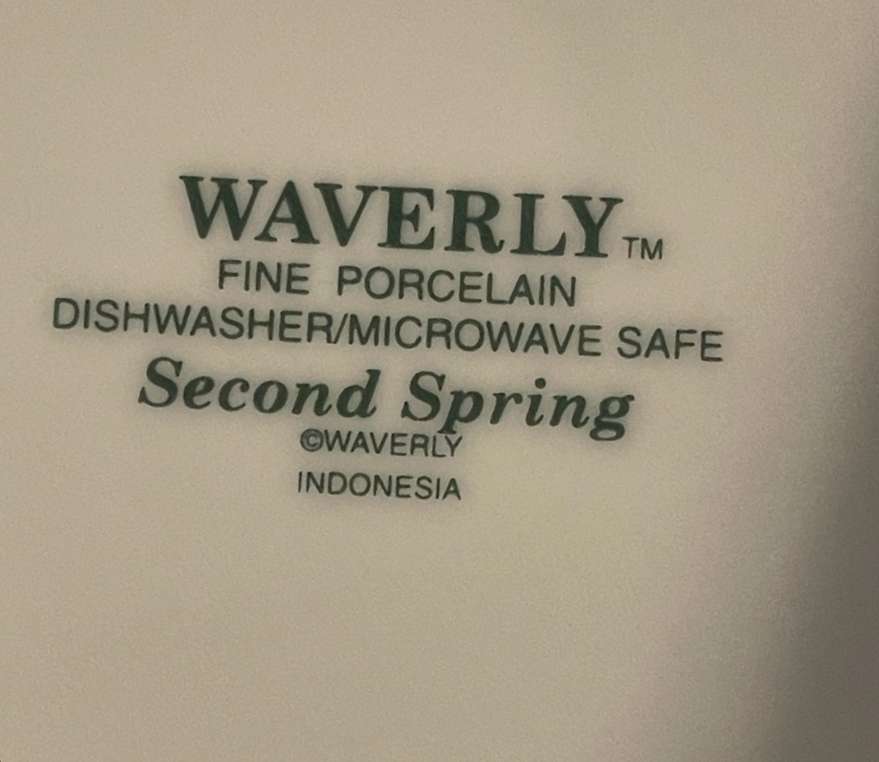 WAVERLY™
FINE PORCELAIN
DISHWASHER/MICROWAVE SAFE
Second Spring
©WAVERLY
INDONESIA